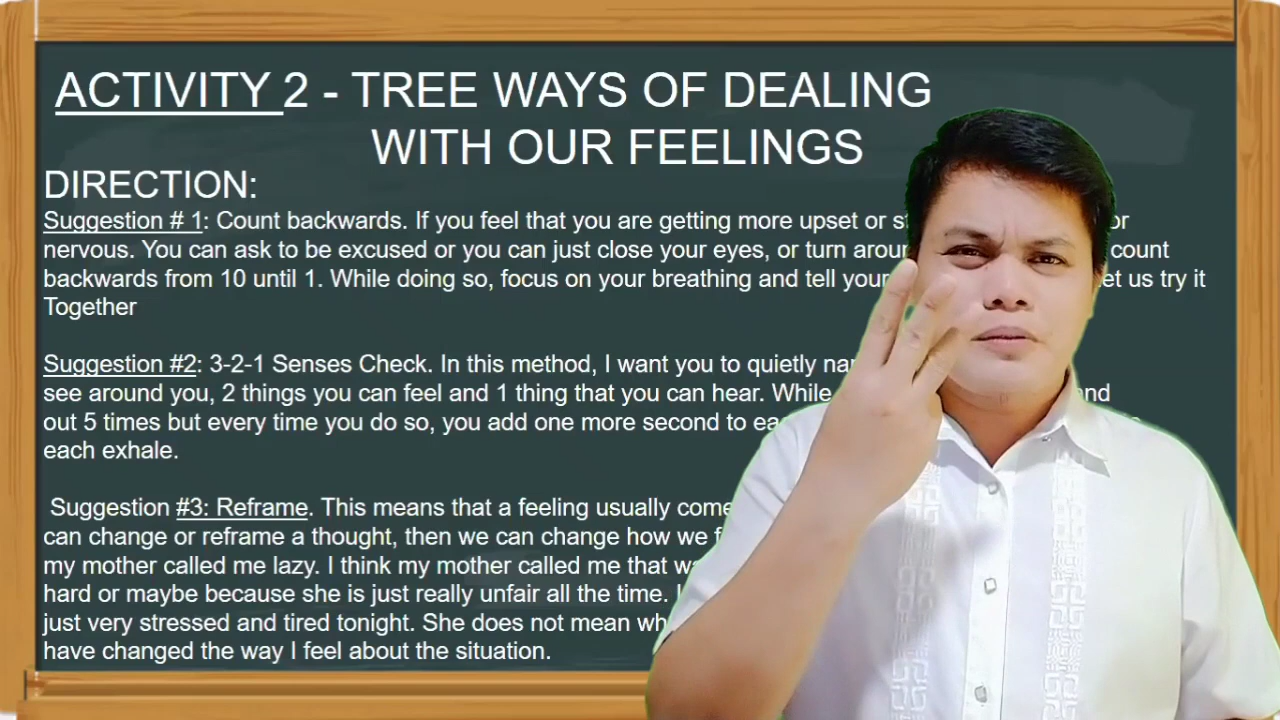 ACTIVITY 2 - TREE WAYS OF DEALING
WITH OUR FEELINGS
DIRECTION:
Suggestion # 1: Count backwards. If you feel that you are getting more upset or or
nervous. You can ask to be excused or you can just close your eyes, or turn count
backwards from 10 until 1. While doing so, focus on your breathing and tell us try it
Together
Suggestion #2: 3-2-1 Senses Check. In this method, I want you to quietly
see around you, 2 things you can feel and 1 thing that you can hear. While and
out 5 times but every time you do so, you add one more second to
each exhale.
Suggestion #3: Reframe. This means that a feeling usually
can change or reframe a thought, then we can change how we
my mother called me lazy. I think my mother called me that
hard or maybe because she is just really unfair all the time.
just very stressed and tired tonight. She does not mean
have changed the way I feel about the situation.